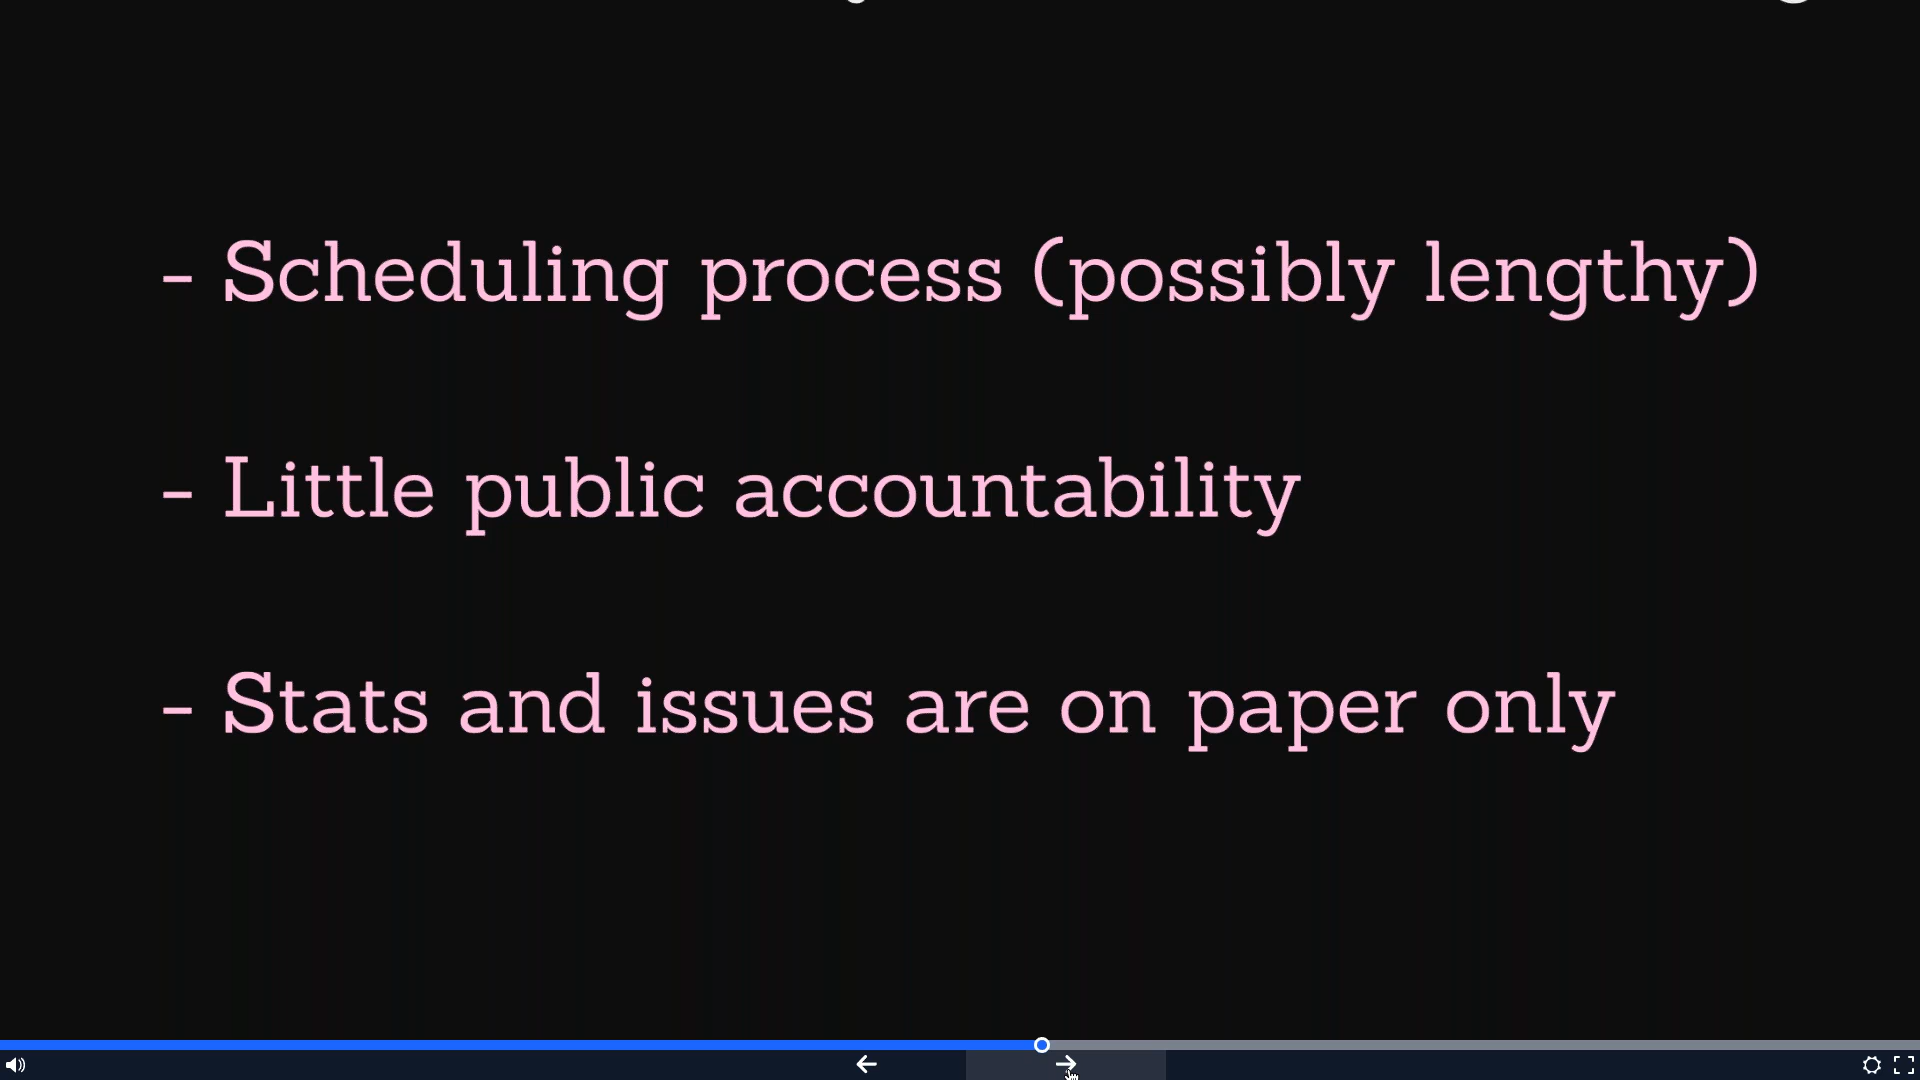 - Scheduling process (possibly lengthy)
- Little public accountability
- Stats and issues are on paper only